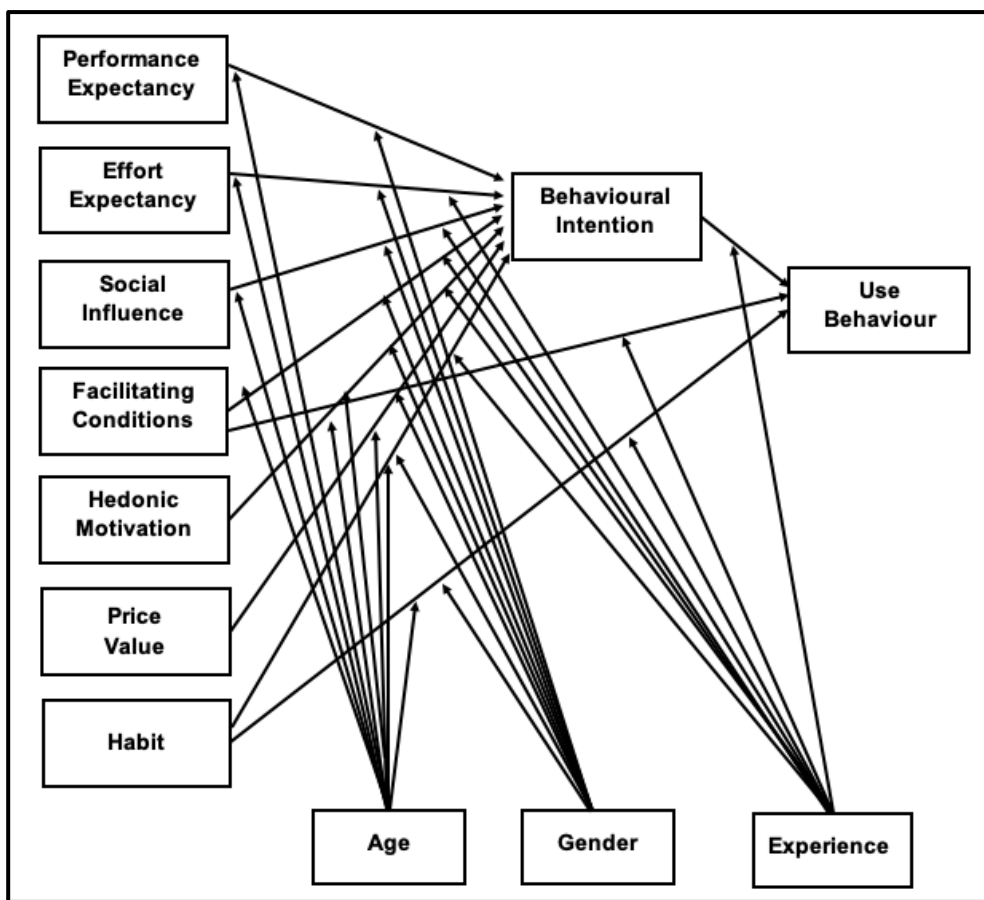 Performance
Expectancy
Effort
Expectancy
Social
Influence
Facilitating
Conditions
Hedonic
Motivation
Price
Value
Habit
Behavioural
Intention
Use
Behaviour
Age
Gender
Experience